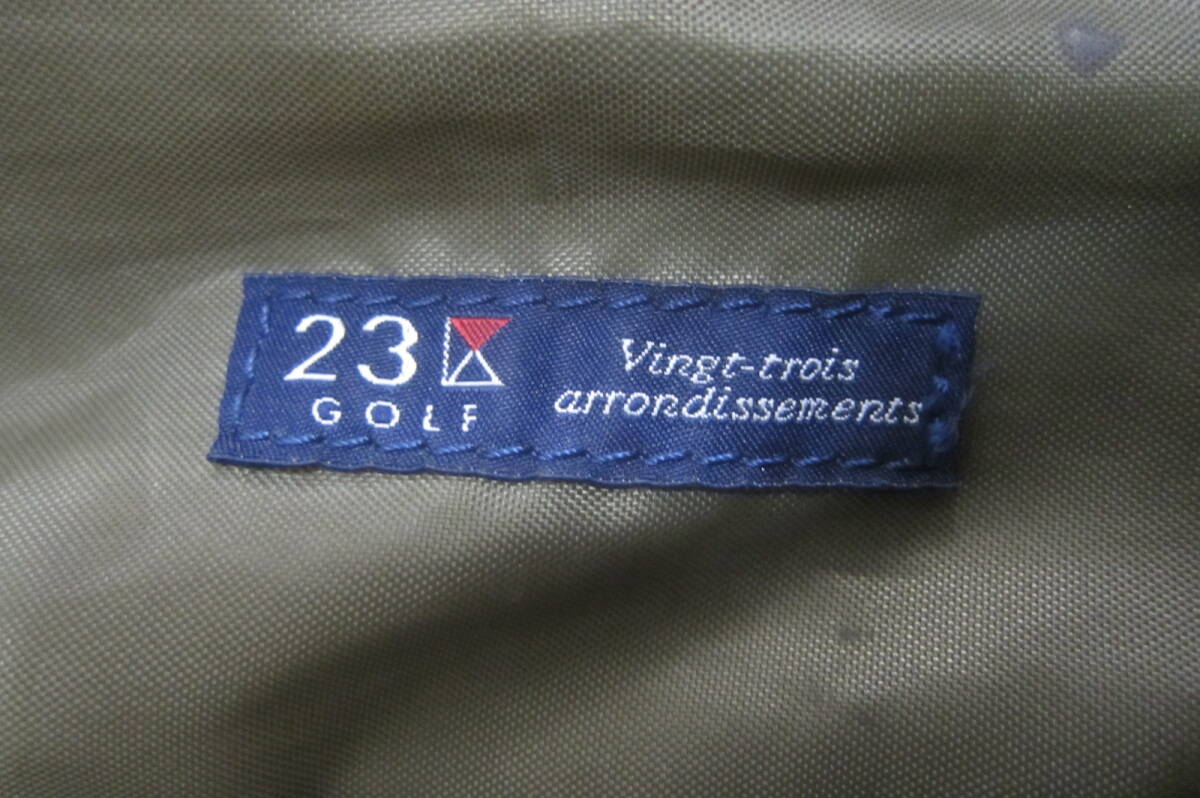 23
GOLF
Vingt-trois
arrondissements